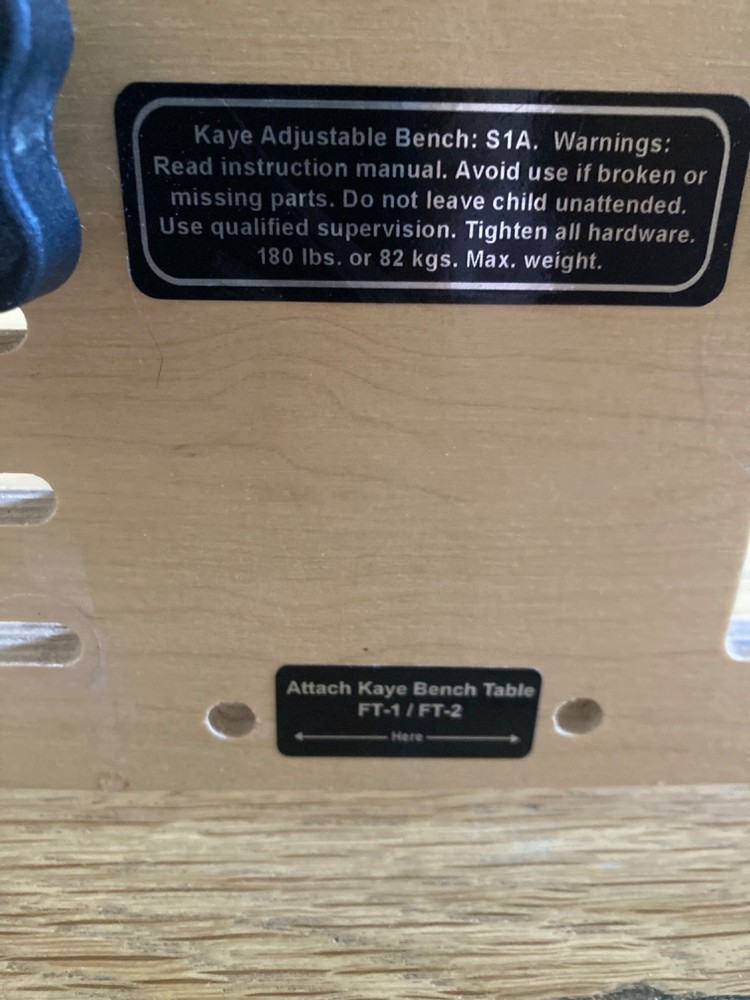 Kaye Adjustable Bench: S1A. Warnings:
Read instruction manual. Avoid use if broken or
missing parts. Do not leave child unattended.
Use qualified supervision. Tighten all hardware.
180 lbs. or 82 kgs. Max. weight.
Attach Kaye Bench Table
FT-1 / FT-2
Here